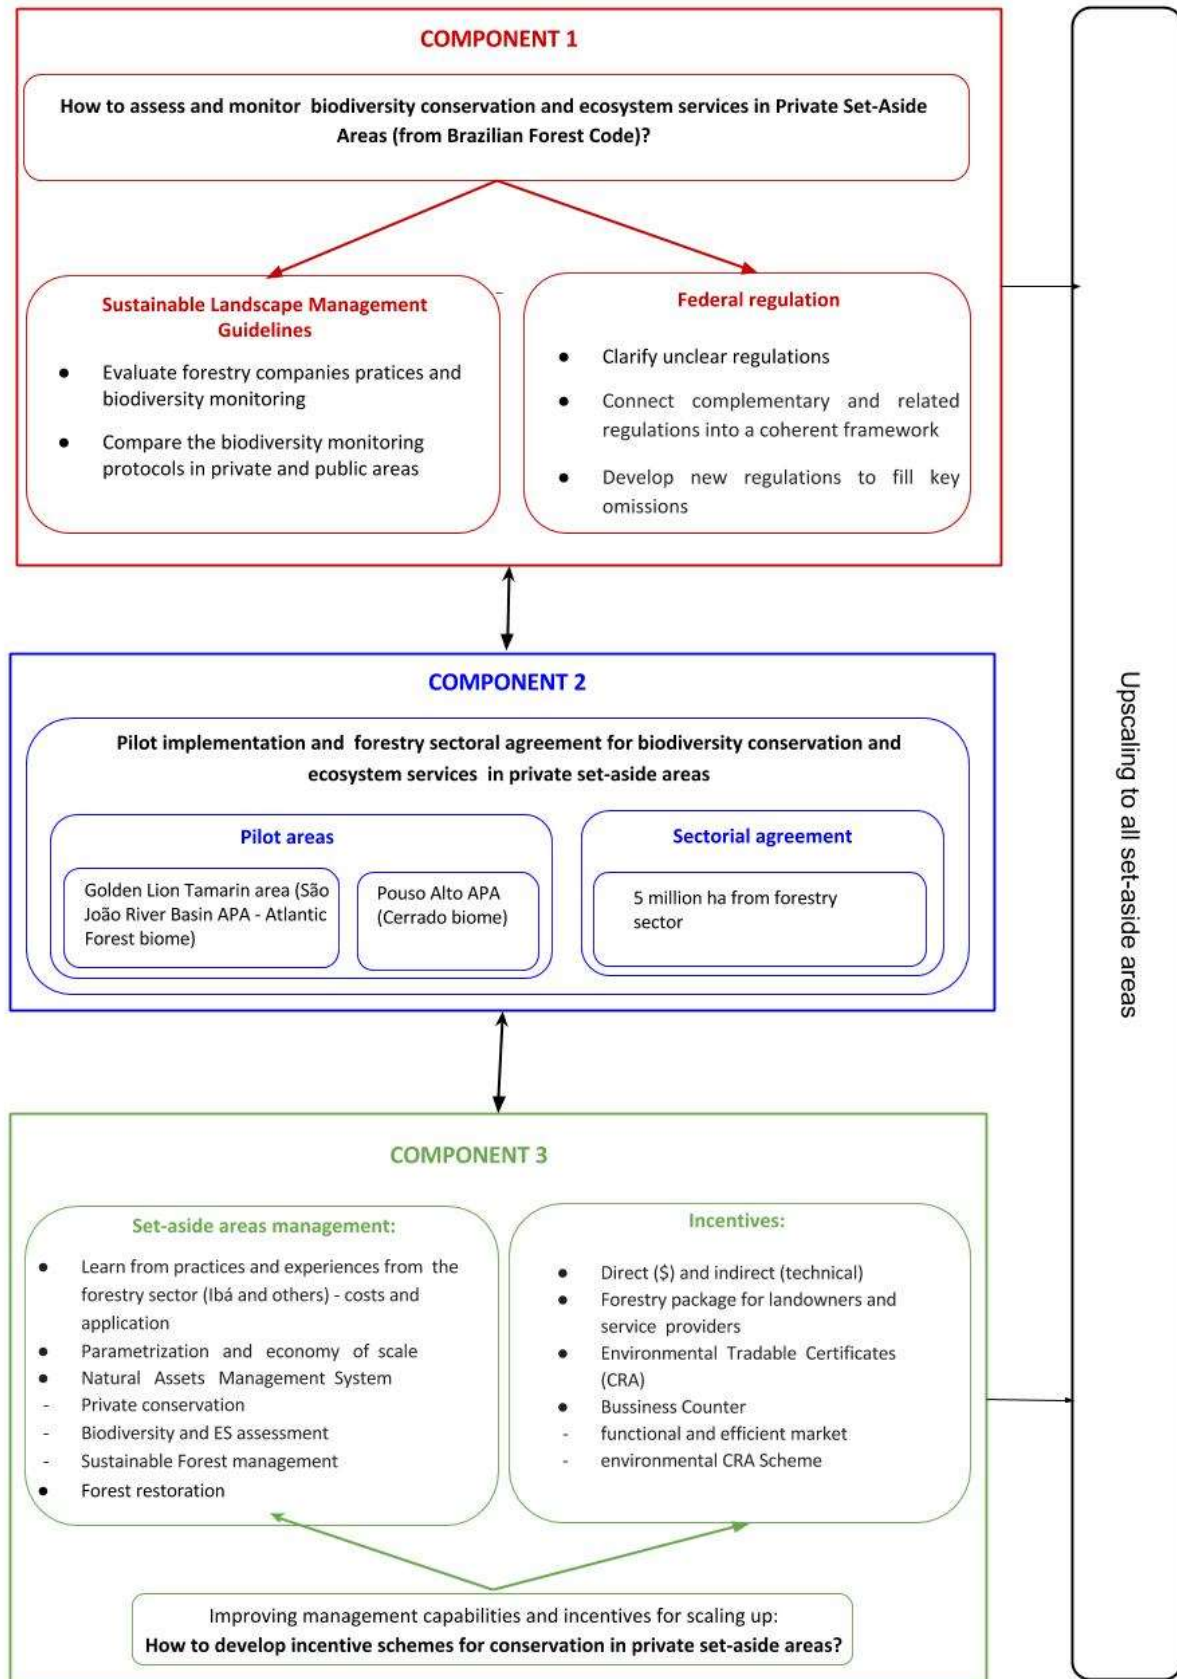 COMPONENT 1
How to assess and monitor biodiversity conservation and ecosystem services in Private Set-Aside
Areas (from Brazilian Forest Code)?
Sustainable Landscape Management
Guidelines
● Evaluate forestry companies pratices and
biodiversity monitoring
● Compare the biodiversity monitoring
protocols in private and public areas
Federal regulation
● Clarify unclear regulations
● Connect complementary and related
regulations into a coherent framework
● Develop new regulations to fill key
omissions
COMPONENT 2
Pilot implementation and forestry sectoral agreement for biodiversity conservation and
ecosystem services in private set-aside areas
Pilot areas
Golden Lion Tamarin area (São
João River Basin APA - Atlantic
Forest biome)
Pouso Alto APA
(Cerrado biome)
Sectorial agreement
5 million ha from forestry
sector
COMPONENT 3
Set-aside areas management:
● Learn from practices and experiences from the
forestry sector (Ibá and others) - costs and
application
● Parametrization and economy of scale
● Natural Assets Management System
- Private conservation
- Biodiversity and ES assessment
- Sustainable Forest management
● Forest restoration
Incentives:
● Direct ($) and indirect (technical)
● Forestry package for landowners and
service providers
● Environmental Tradable Certificates
(CRA)
● Bussiness Counter
- functional and efficient market
- environmental CRA Scheme
Improving management capabilities and incentives for scaling up:
How to develop incentive schemes for conservation in private set-aside areas?
Upscaling to all set-aside areas